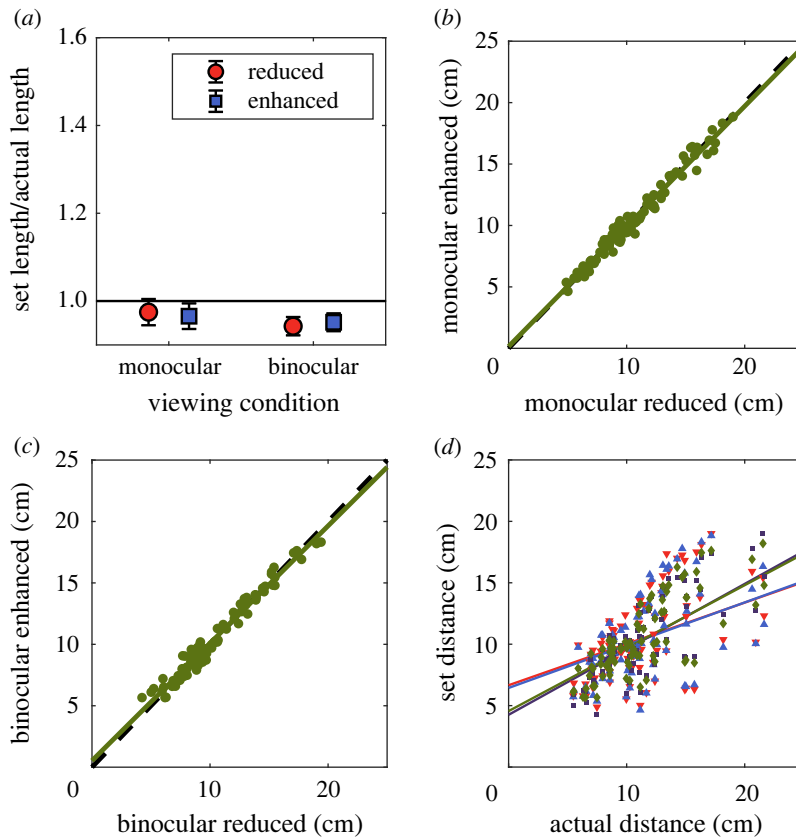 (a)
1.6
1.4
1.2
1.0
set length/actual length
reduced
enhanced
monocular
binocular
viewing condition
(b)
25
20
15
10
5
0
10
20
monocular enhanced (cm)
monocular reduced (cm)
(c)
25
20
15
10
5
0
10
20
binocular enhanced (cm)
binocular reduced (cm)
(d)
25
20
15
10
5
0
10
20
set distance (cm)
actual distance (cm)